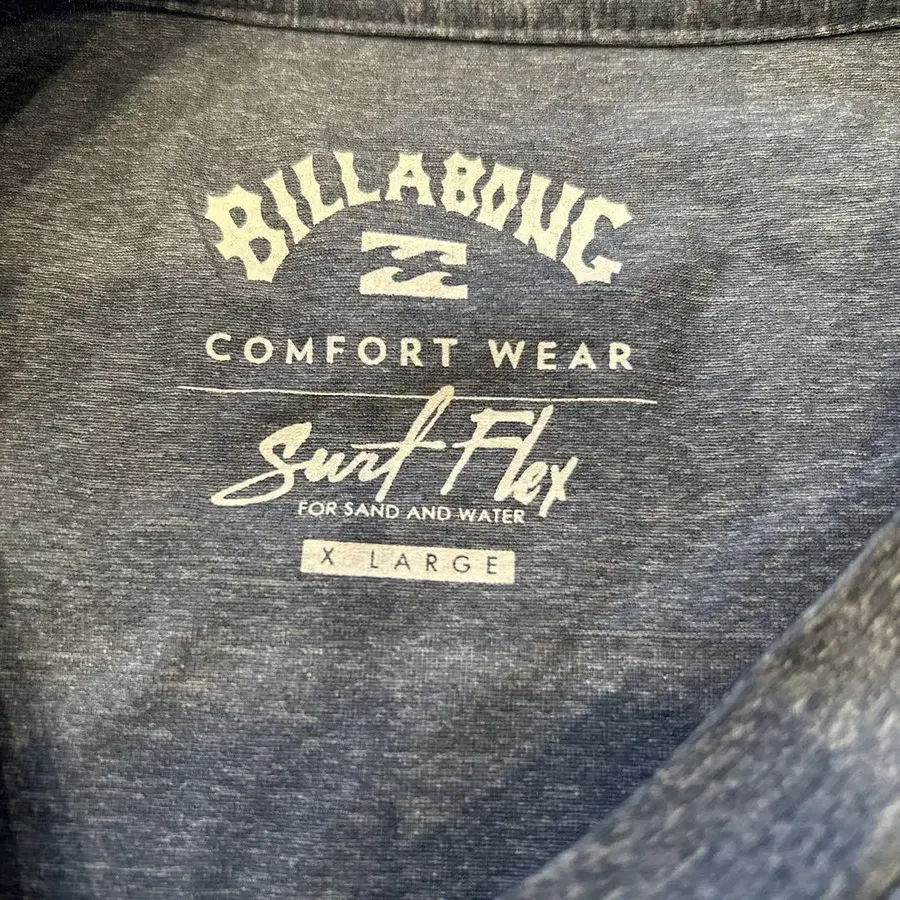 BILLABONG
COMFORT WEAR
Surf Flex
FOR SAND AND WATER
X LARGE